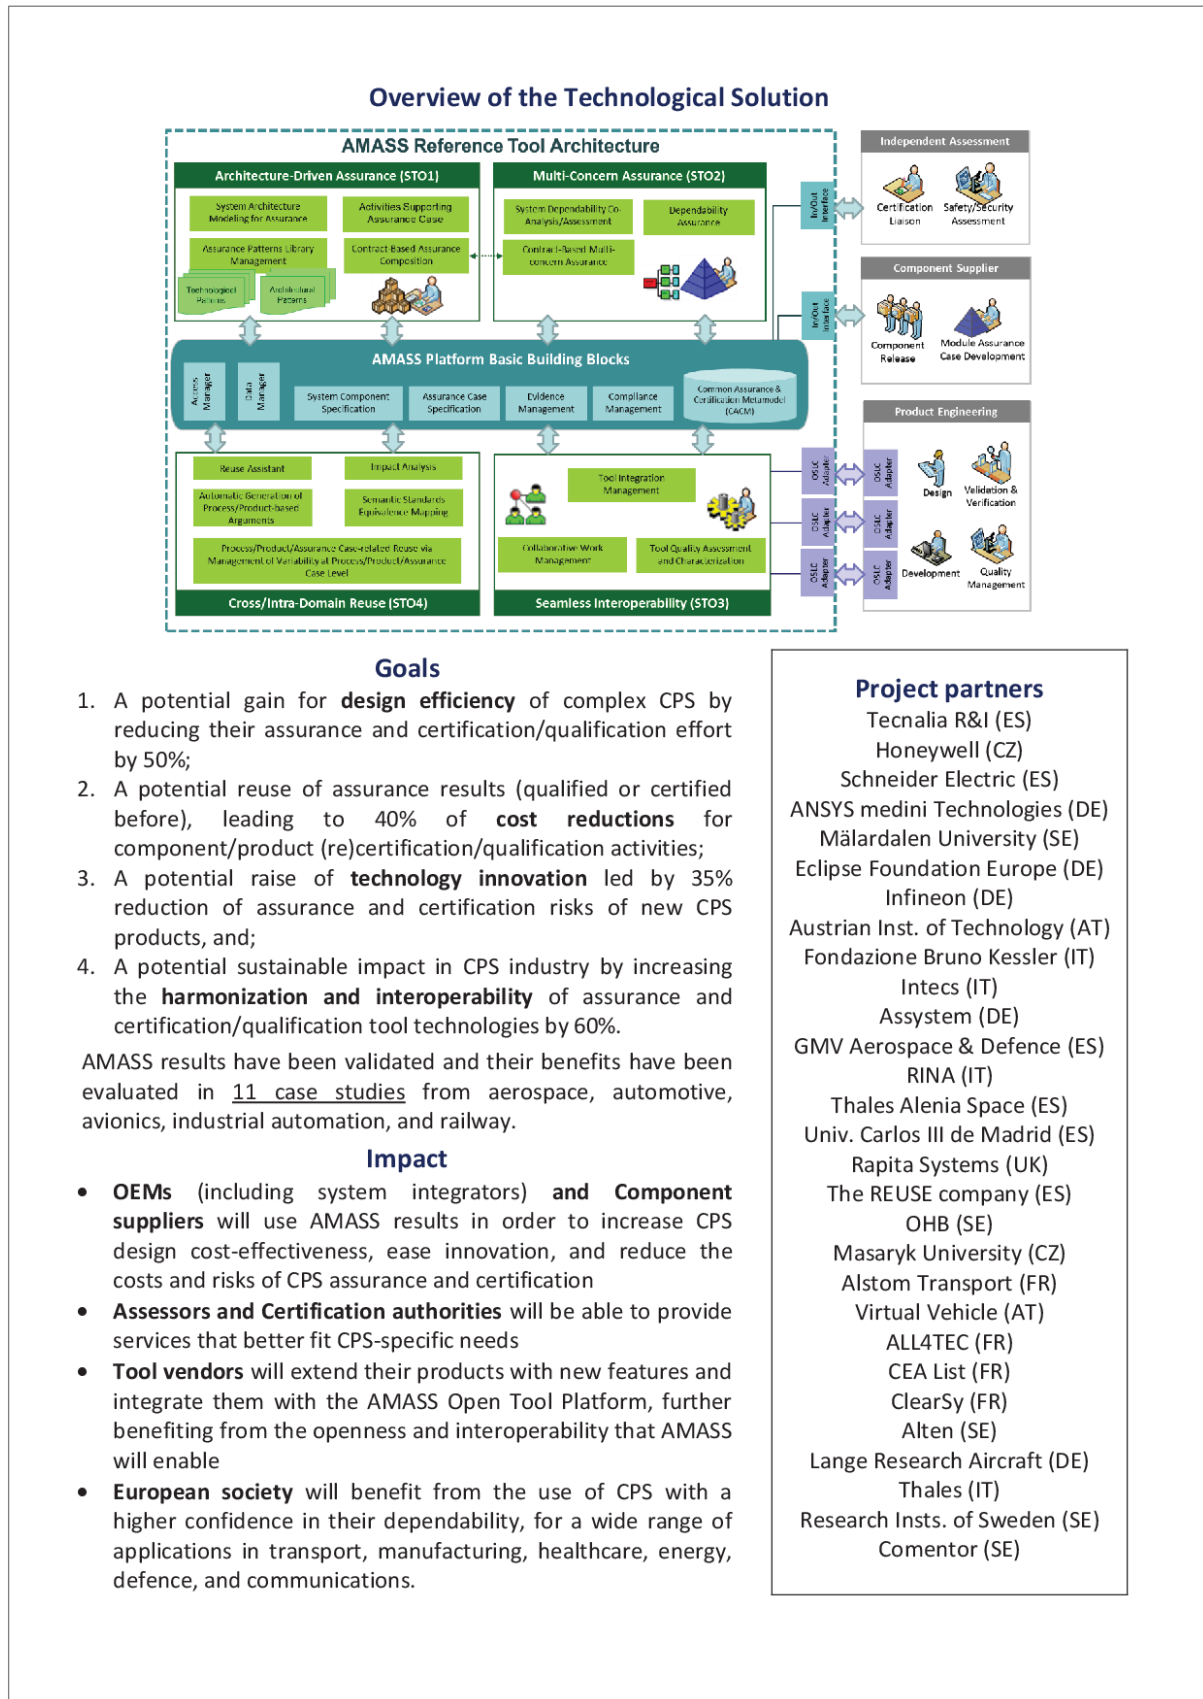 Overview of the Technological Solution
AMASS Reference Tool Architecture
Architecture-Driven Assurance (STO1)
System Architecture
Modeling for Assurance
Activities Supporting
Assurance Case
Assurance Patterns Library
Management
Contract-Based Assurance
Composition
Technological
Patterns
Architectural
Patterns
Multi-Concern Assurance (STO2)
System Dependability Co-
Analysis/Assessment
Dependability
Assurance
Contract-Based Multi-
concern Assurance
In/Out
Interface
In/Out
Interface
Independent Assessment
Certification
Liaison
Safety/Security
Assessment
Component Supplier
Component
Release
Module Assurance
Case Development
AMASS Platform Basic Building Blocks
Access
Manager
Data
Manager
System Component
Specification
Assurance Case
Specification
Evidence
Management
Compliance
Management
Common Assurance &
Certification Metamodel
(CACM)
Reuse Assistant
Impact Analysis
Automatic Generation of
Process/Product-based
Arguments
Semantic Standards
Equivalence Mapping
Process/Product/Assurance Case-related Reuse via
Management of Variability at Process/Product/Assurance
Case Level
Cross/Intra-Domain Reuse (STO4)
Tool Integration
Management
Collaborative Work
Management
Tool Quality Assessment
and Characterization
Seamless Interoperability (STO3)
OSLC
Adapter
OSLC
Adapter
OSLC
Adapter
OSLC
Adapter
OSLC
Adapter
OSLC
Adapter
Product Engineering
Design
Validation &
Verification
Development
Quality
Management
Goals
1. A potential gain for design efficiency of complex CPS by
reducing their assurance and certification/qualification effort
by 50%;
2. A potential reuse of assurance results (qualified or certified
before), leading to 40% of cost reductions for
component/product (re)certification/qualification activities;
3. A potential raise of technology innovation led by 35%
reduction of assurance and certification risks of new CPS
products, and;
4. A potential sustainable impact in CPS industry by increasing
the harmonization and interoperability of assurance and
certification/qualification tool technologies by 60%.
AMASS results have been validated and their benefits have been
evaluated in 11 case studies from aerospace, automotive,
avionics, industrial automation, and railway.
Impact
• OEMs (including system integrators) and Component
suppliers will use AMASS results in order to increase CPS
design cost-effectiveness, ease innovation, and reduce the
costs and risks of CPS assurance and certification
• Assessors and Certification authorities will be able to provide
services that better fit CPS-specific needs
• Tool vendors will extend their products with new features and
integrate them with the AMASS Open Tool Platform, further
benefiting from the openness and interoperability that AMASS
will enable
• European society will benefit from the use of CPS with a
higher confidence in their dependability, for a wide range of
applications in transport, manufacturing, healthcare, energy,
defence, and communications.
Project partners
Tecnalia R&I (ES)
Honeywell (CZ)
Schneider Electric (ES)
ANSYS medini Technologies (DE)
Mälardalen University (SE)
Eclipse Foundation Europe (DE)
Infineon (DE)
Austrian Inst. of Technology (AT)
Fondazione Bruno Kessler (IT)
Intecs (IT)
Assystem (DE)
GMV Aerospace & Defence (ES)
RINA (IT)
Thales Alenia Space (ES)
Univ. Carlos III de Madrid (ES)
Rapita Systems (UK)
The REUSE company (ES)
OHB (SE)
Masaryk University (CZ)
Alstom Transport (FR)
Virtual Vehicle (AT)
ALL4TEC (FR)
CEA List (FR)
ClearSy (FR)
Alten (SE)
Lange Research Aircraft (DE)
Thales (IT)
Research Insts. of Sweden (SE)
Comentor (SE)